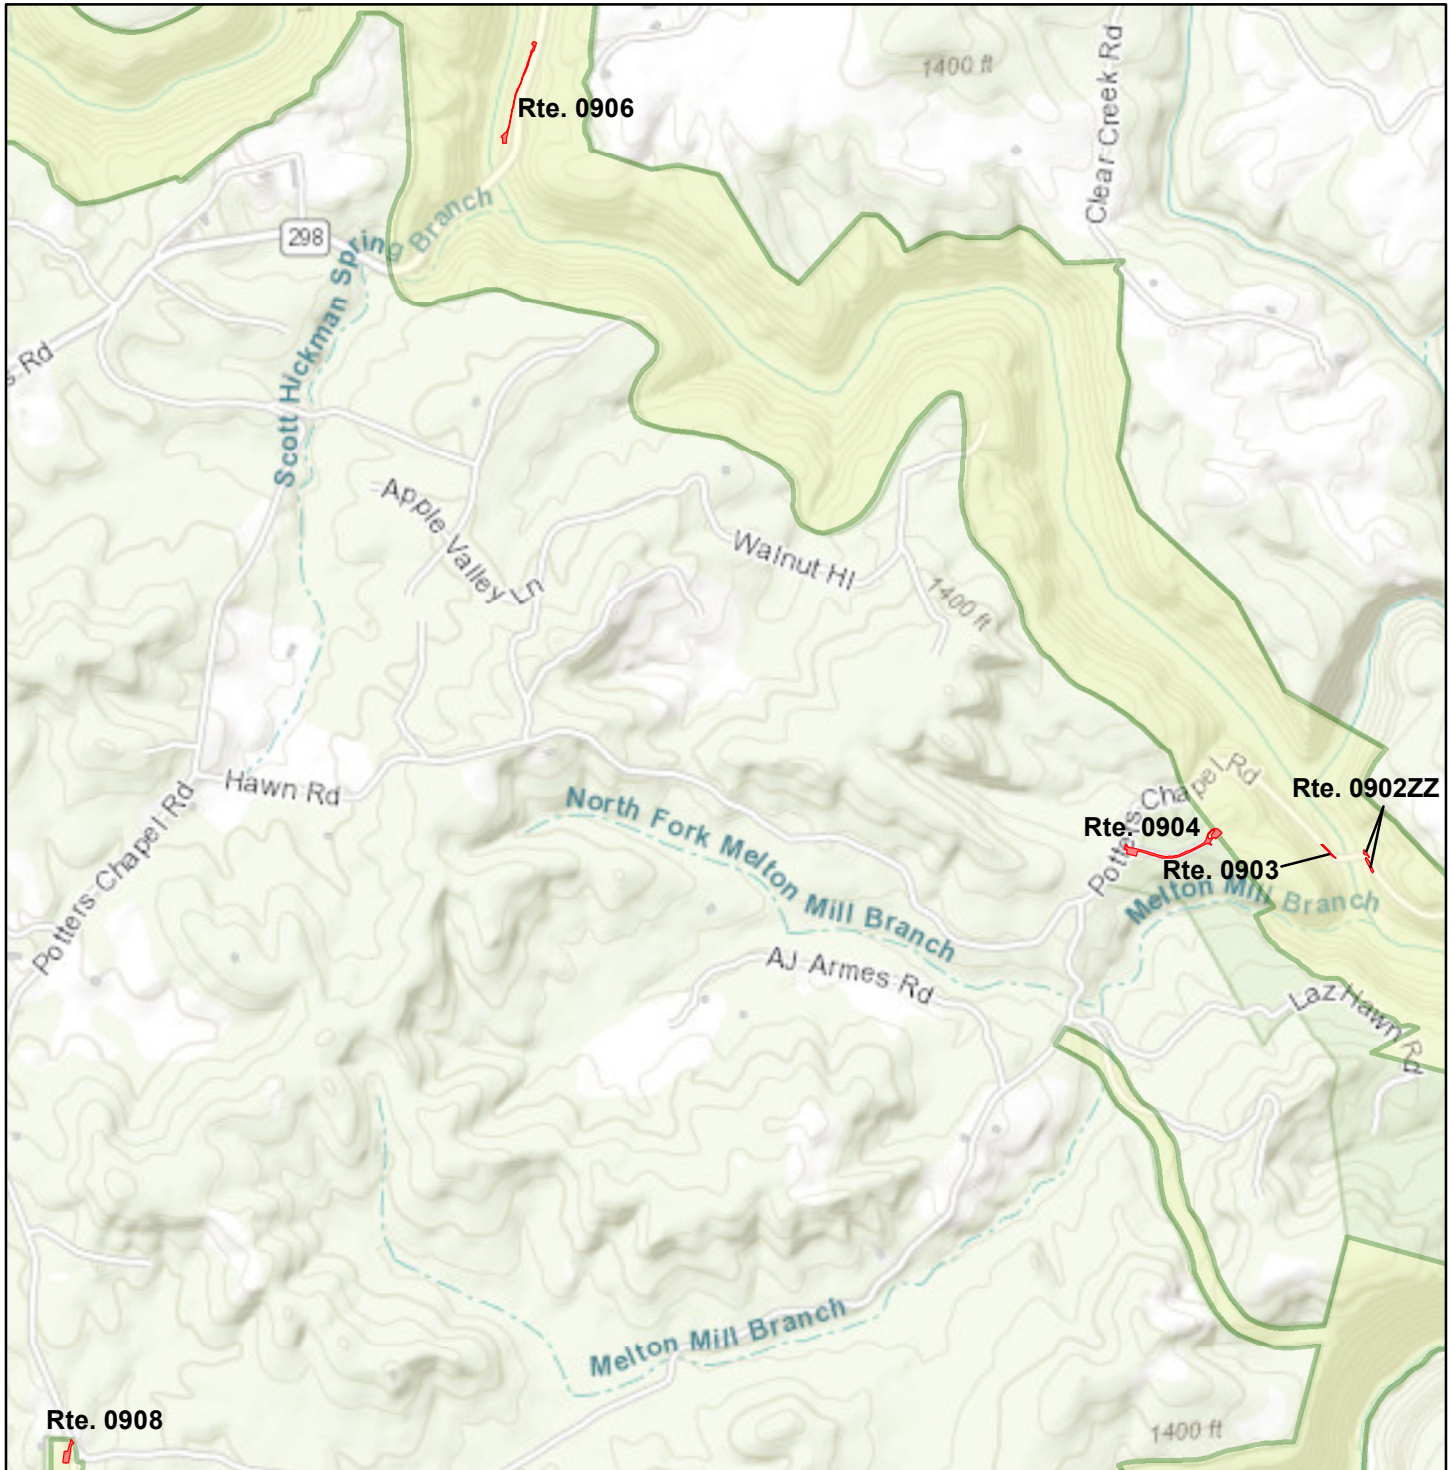 1400 ft
Clear Creek Rd
Rte. 0906
298
Scott Hickman Spring Branch
s Rd
Apple Valley Ln
Walnut Hl
1400 ft
Potters Chapel Rd
Rte. 0902ZZ
Hawn Rd
North Fork Melton Mill Branch
Rte. 0904
Rte. 0903
Potters Chapel Rd
Melton Mill Branch
AJ Armes Rd
Laz Hawn Rd
Melton Mill Branch
Rte. 0908
1400 ft